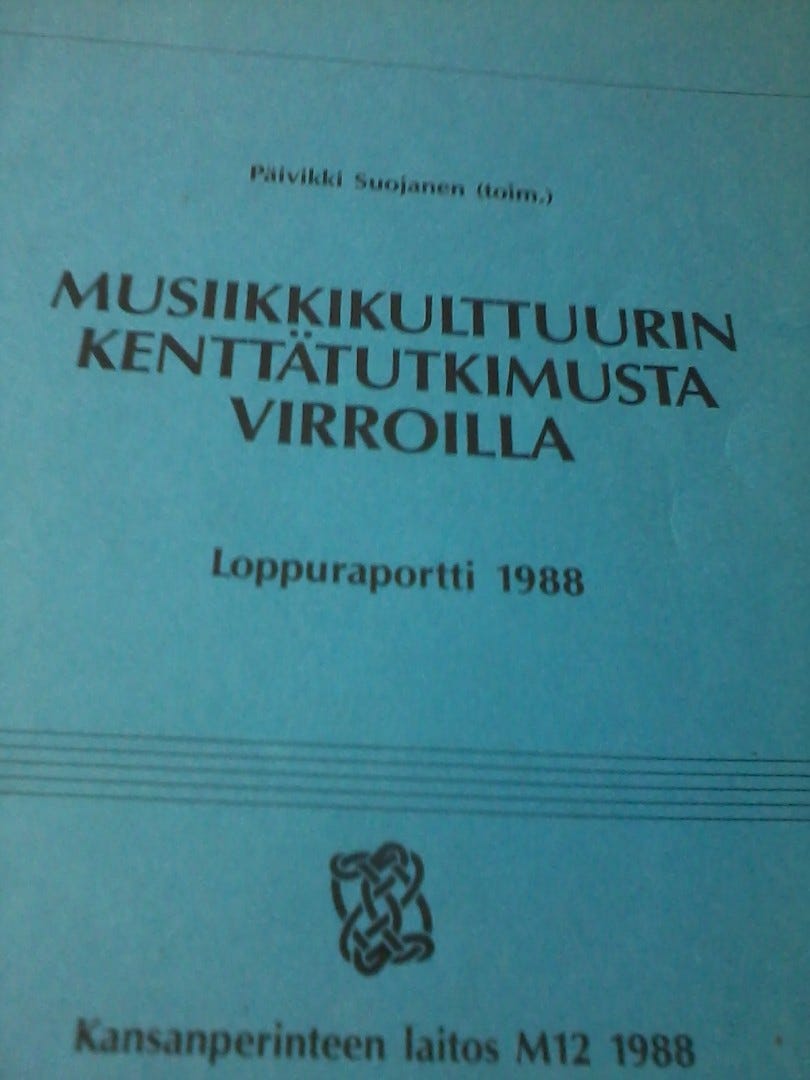 Päivikki Suojanen (toim.)
MUSIIKKIKULTTUURIN
KENTTÄTUTKIMUSTA
VIRROILLA
Loppuraportti 1988
Kansanperinteen laitos M12 1988